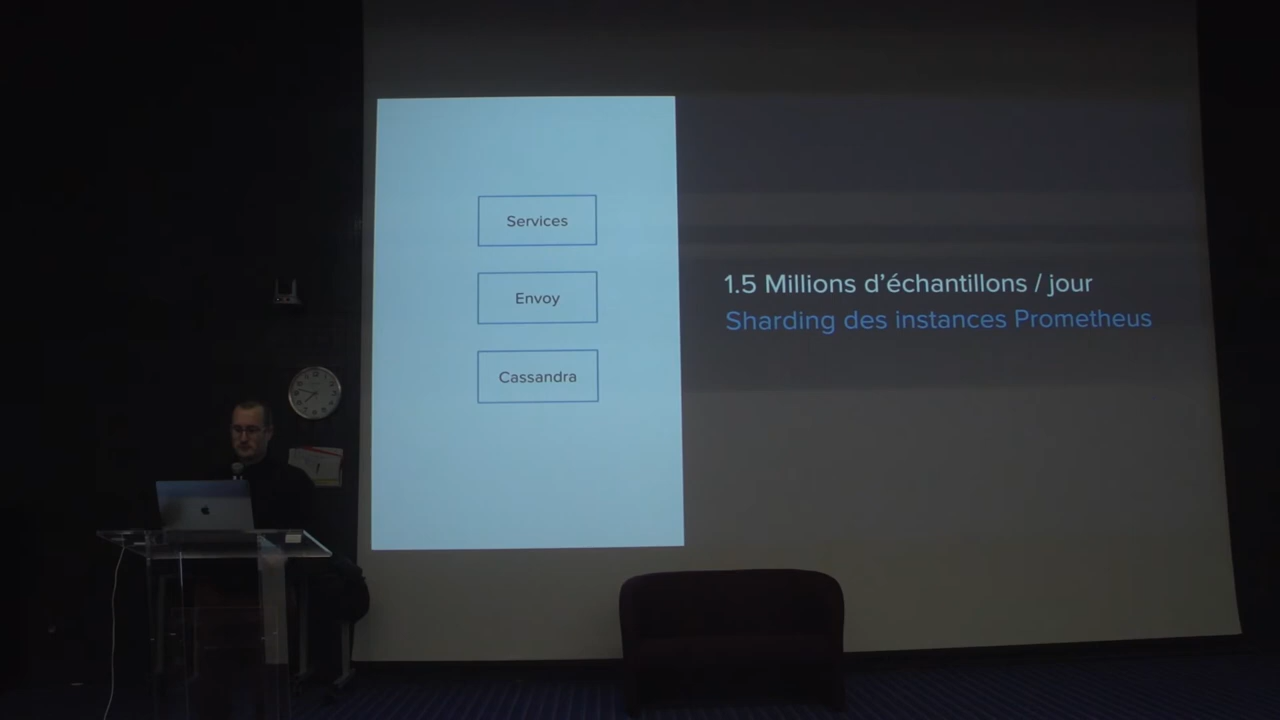 Services
Envoy
Cassandra
1.5 Millions d’échantillons / jour
Sharding des instances Prometheus